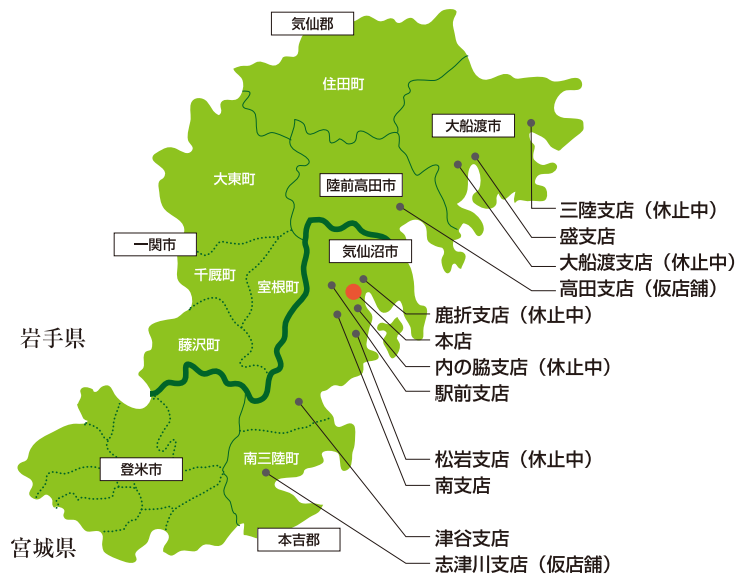 気仙郡
住田町
大船渡市
大東町
陸前高田市
三陸支店（休止中）
盛支店
一関市
気仙沼市
大船渡支店（休止中）
千厩町
室根町
高田支店（仮店舗）
鹿折支店（休止中）
岩手県
藤沢町
本店
内の脇支店（休止中）
駅前支店
登米市
南三陸町
松岩支店（休止中）
南支店
宮城県
本吉郡
津谷支店
志津川支店（仮店舗）